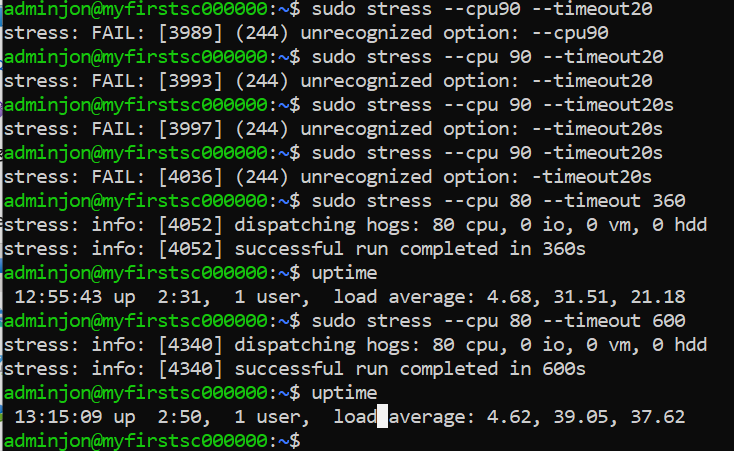 adminjon@myfirstsc000000:~$ sudo stress --cpu90 --timeout20
stress: FAIL: [3989] (244) unrecognized option: --cpu90
adminjon@myfirstsc000000:~$ sudo stress --cpu 90 --timeout20
stress: FAIL: [3993] (244) unrecognized option: --timeout20
adminjon@myfirstsc000000:~$ sudo stress --cpu 90 --timeout20s
stress: FAIL: [3997] (244) unrecognized option: --timeout20s
adminjon@myfirstsc000000:~$ sudo stress --cpu 90 -timeout20s
stress: FAIL: [4036] (244) unrecognized option: -timeout20s
adminjon@myfirstsc000000:~$ sudo stress --cpu 80 --timeout 360
stress: info: [4052] dispatching hogs: 80 cpu, 0 io, 0 vm, 0 hdd
stress: info: [4052] successful run completed in 360s
adminjon@myfirstsc000000:~$ uptime
 12:55:43 up  2:31,  1 user,  load average: 4.68, 31.51, 21.18
adminjon@myfirstsc000000:~$ sudo stress --cpu 80 --timeout 600
stress: info: [4340] dispatching hogs: 80 cpu, 0 io, 0 vm, 0 hdd
stress: info: [4340] successful run completed in 600s
adminjon@myfirstsc000000:~$ uptime
 13:15:09 up  2:50,  1 user,  load average: 4.62, 39.05, 37.62
adminjon@myfirstsc000000:~$